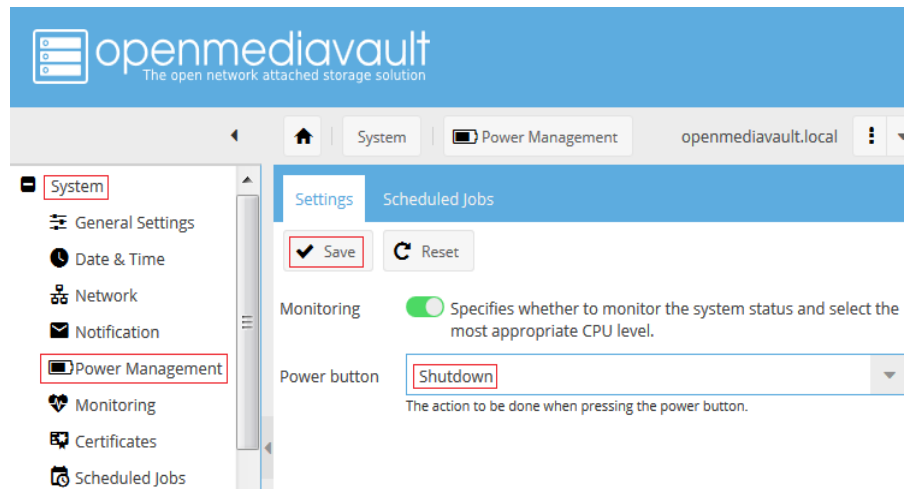 openmediavault
The open network attached storage solution
System
Power Management
openmediavault.local
System
General Settings
Date & Time
Network
Notification
Power Management
Monitoring
Certificates
Scheduled Jobs
Settings
Scheduled Jobs
Save
Reset
Monitoring
Specifies whether to monitor the system status and select the
most appropriate CPU level.
Power button
Shutdown
The action to be done when pressing the power button.